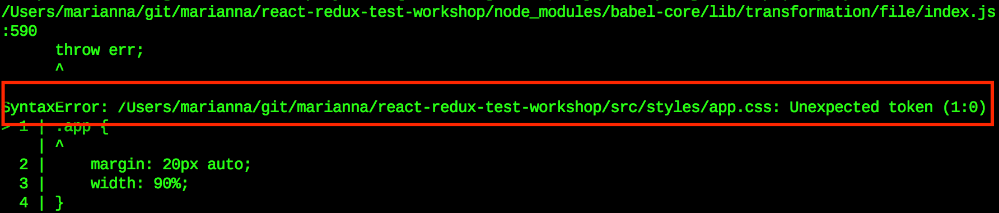 /Users/marianna/git/marianna/react-redux-test-workshop/node_modules/babel-core/lib/transformation/file/index.js
:590
      throw err;
      ^
SyntaxError: /Users/marianna/git/marianna/react-redux-test-workshop/src/styles/app.css: Unexpected token (1:0)
> 1 | .app {
    | ^
  2 |     margin: 20px auto;
  3 |     width: 90%;
  4 | }